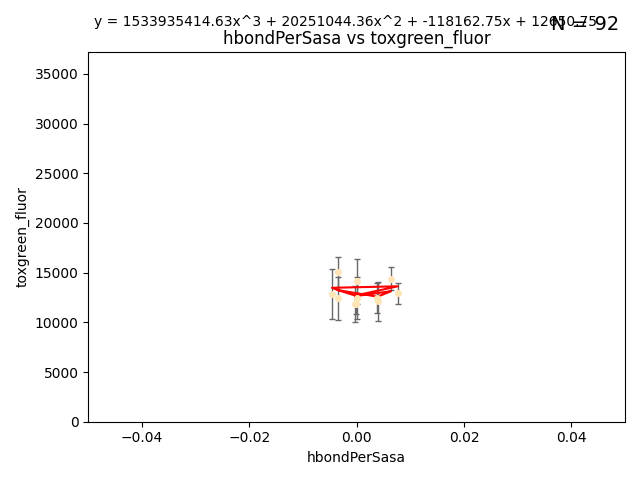 y = 1533935414.63x^3 + 20251044.36x^2 + -118162.75x + 12650.75
N = 92
hbondPerSasa vs toxgreen_fluor
35000
30000
25000
20000
15000
10000
5000
0
toxgreen_fluor
−0.04
−0.02
0.00
0.02
0.04
hbondPerSasa